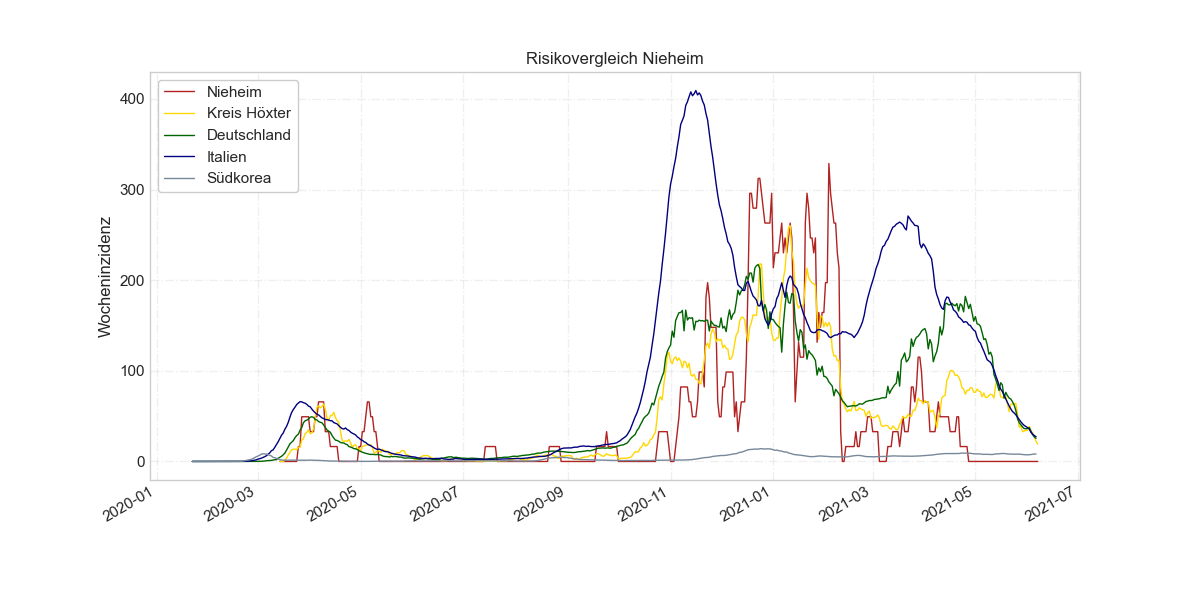 Risikovergleich Nieheim
Nieheim
Kreis Höxter
Deutschland
Italien
Südkorea
Wocheninzidenz
400
300
200
100
0
2020-01
2020-03
2020-05
2020-07
2020-09
2020-11
2021-01
2021-03
2021-05
2021-07